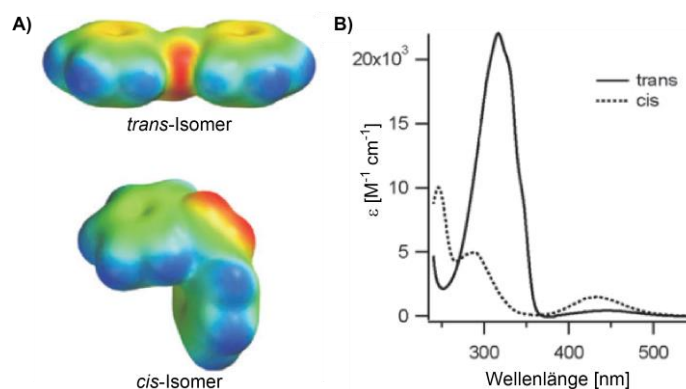 A)
trans-Isomer
cis-Isomer
B)
20x10³
15
10
5
0
ε [M⁻¹ cm⁻¹]
trans
cis
300
400
500
Wellenlänge [nm]